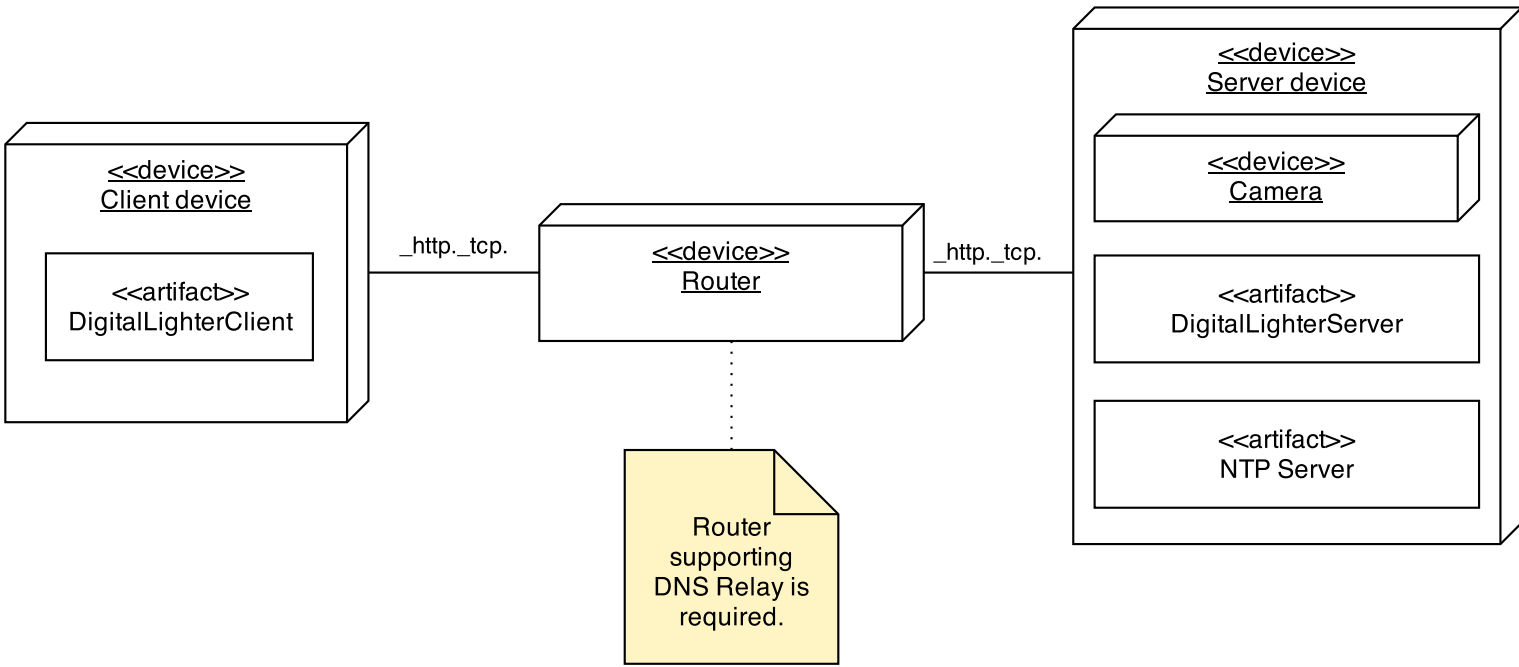 <<device>>
Client device
<<artifact>>
DigitalLighterClient
_http._tcp.
<<device>>
Router
Router
supporting
DNS Relay is
required.
_http._tcp.
<<device>>
Server device
<<device>>
Camera
<<artifact>>
DigitalLighterServer
<<artifact>>
NTP Server